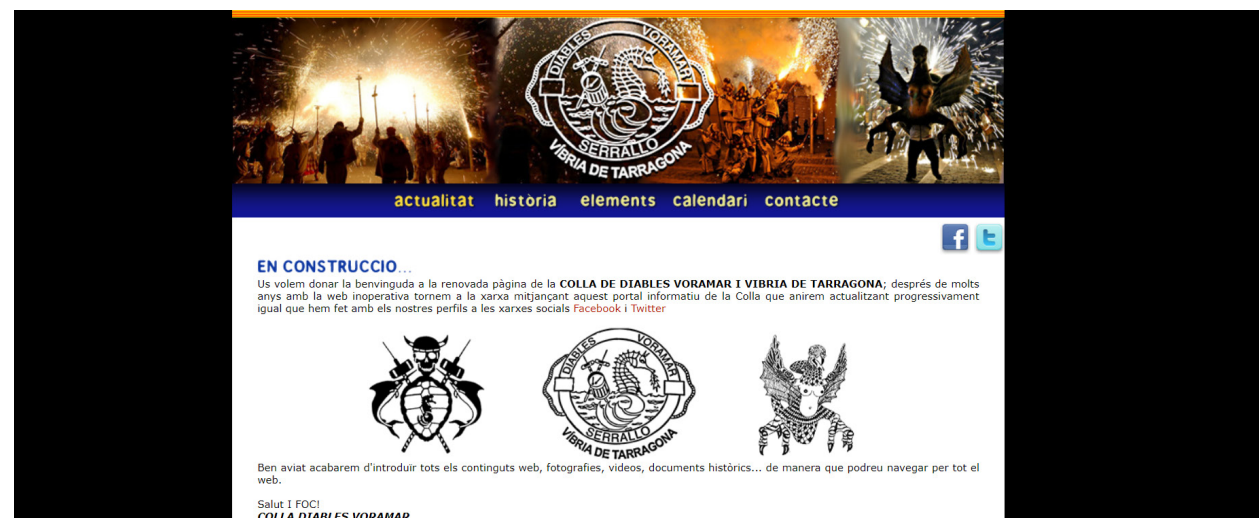 DIABLES VORAMAR
SERRALLO
VÍBRIA DE TARRAGONA
actualitat història elements calendari contacte
EN CONSTRUCCIO...
Us volem donar la benvinguda a la renovada pàgina de la COLLA DE DIABLES VORAMAR I VIBRIA DE TARRAGONA; després de molts
anys amb la web inoperativa tornem a la xarxa mitjançant aquest portal informatiu de la Colla que anirem actualitzant progressivament
igual que hem fet amb els nostres perfils a les xarxes socials Facebook i Twitter
DIABLES VORAMAR
SERRALLO
VÍBRIA DE TARRAGONA
Ben aviat acabarem d'introduïr tots els continguts web, fotografies, videos, documents històrics... de manera que podreu navegar per tot el
web.
Salut I FOC!
COLLA DIABLES VORAMAR